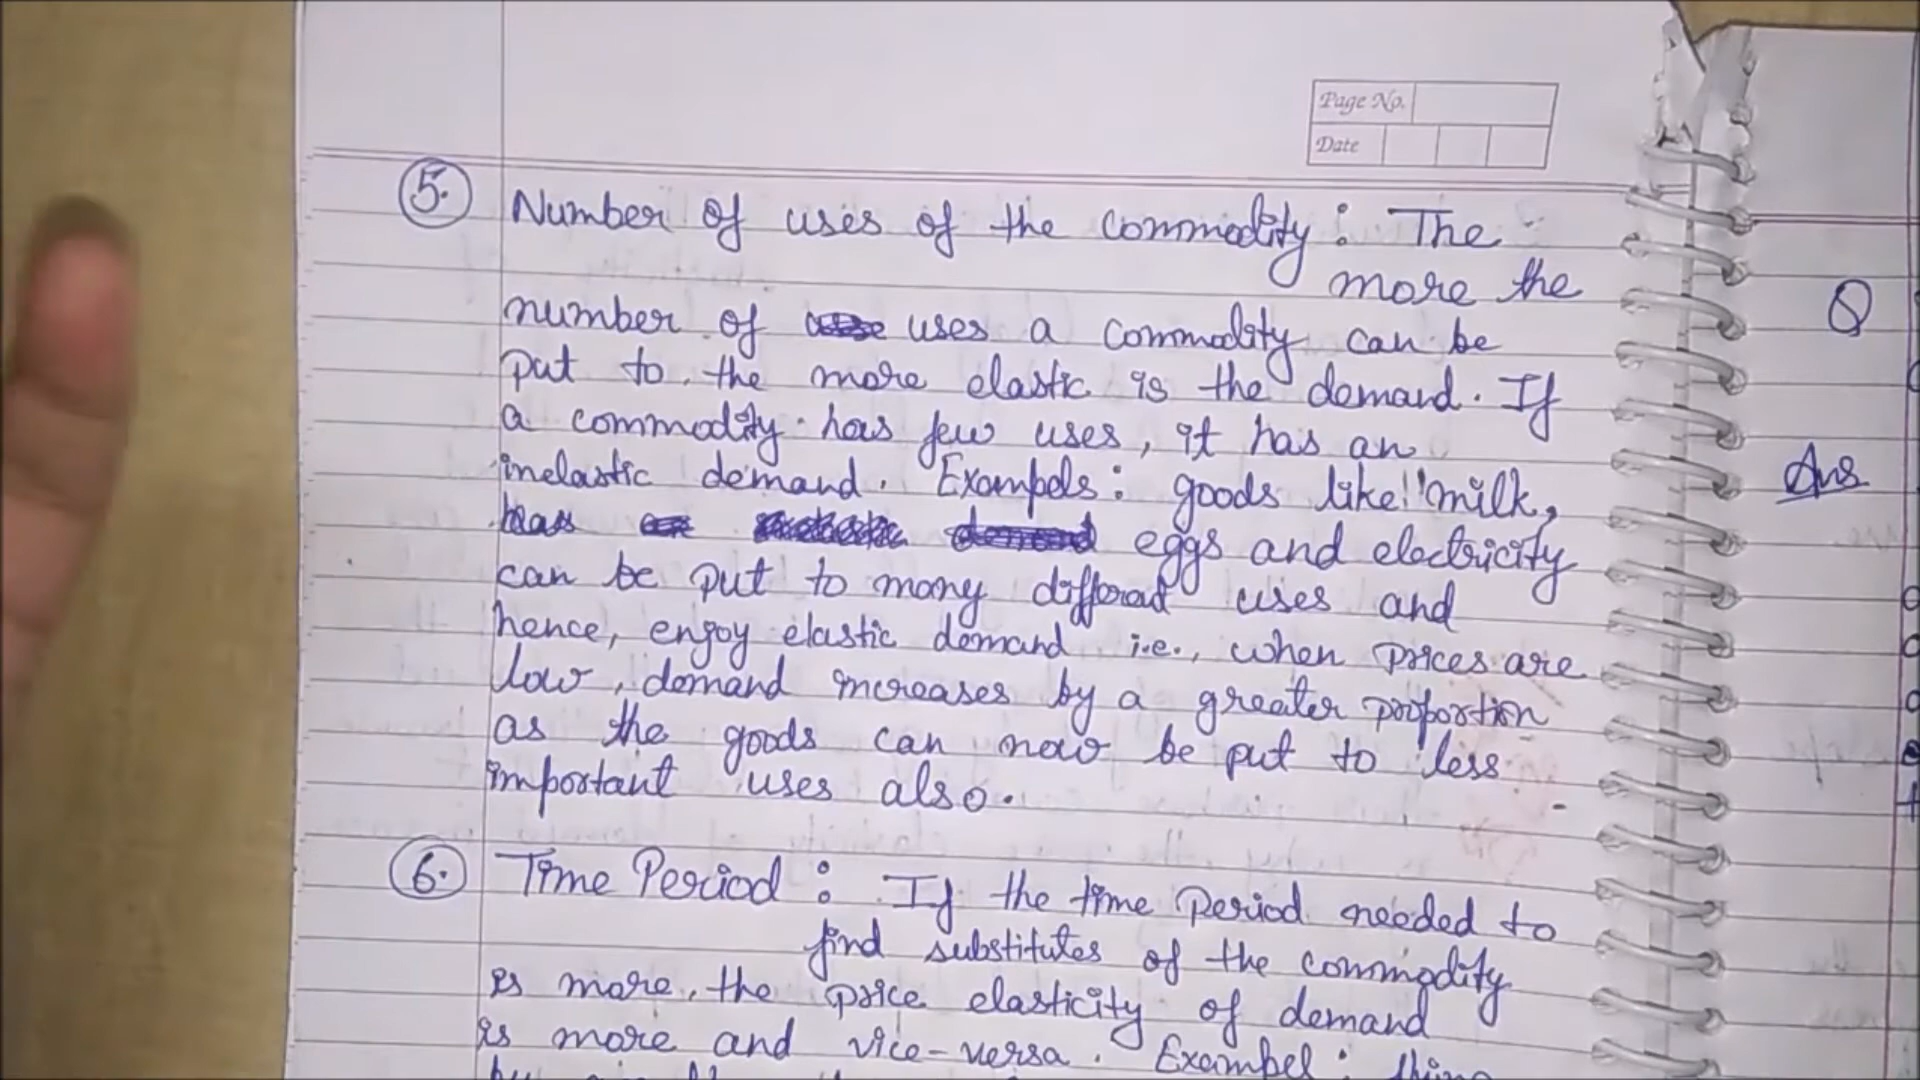 Page No.
Date
5. Number of uses of the commodity : The
more the
number of uses a commodity can be
put to, the more elastic is the demand. If
a commodity has few uses, it has an
inelastic demand. Exampels : goods like milk,
has eggs and electricity
can be put to many different uses and
hence, enjoy elastic demand i.e., when prices are
low, demand increases by a greater proportion
as the goods can now be put to less
important uses also.
6. Time Period : If the time period needed to
find substitutes of the commodity
is more, the price elasticity of demand
is more and vice-versa. Exampel :
Q
Ans